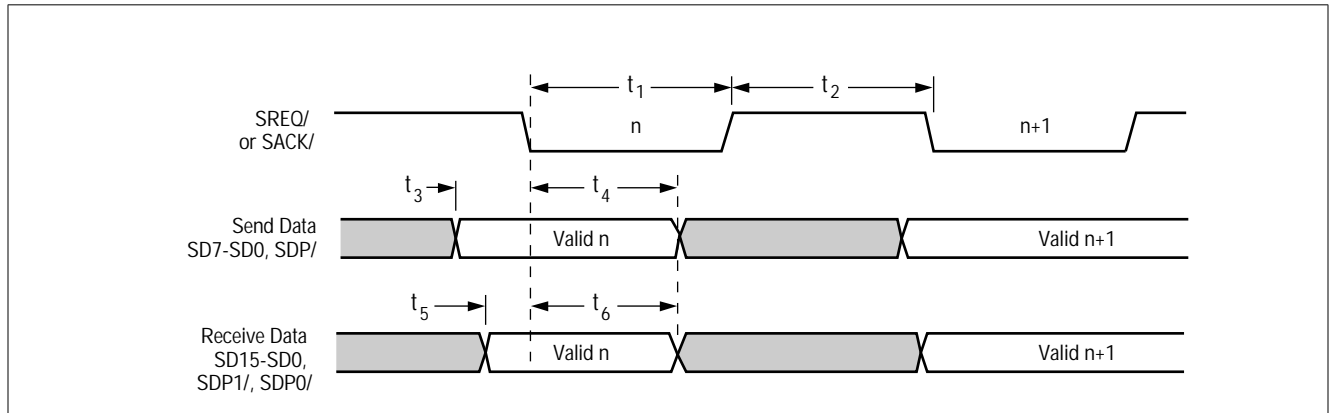 t1
t2
SREQ/
or SACK/
n
n+1
t3
t4
Send Data
SD7-SD0, SDP/
Valid n
Valid n+1
t5
t6
Receive Data
SD15-SD0,
SDP1/, SDP0/
Valid n
Valid n+1